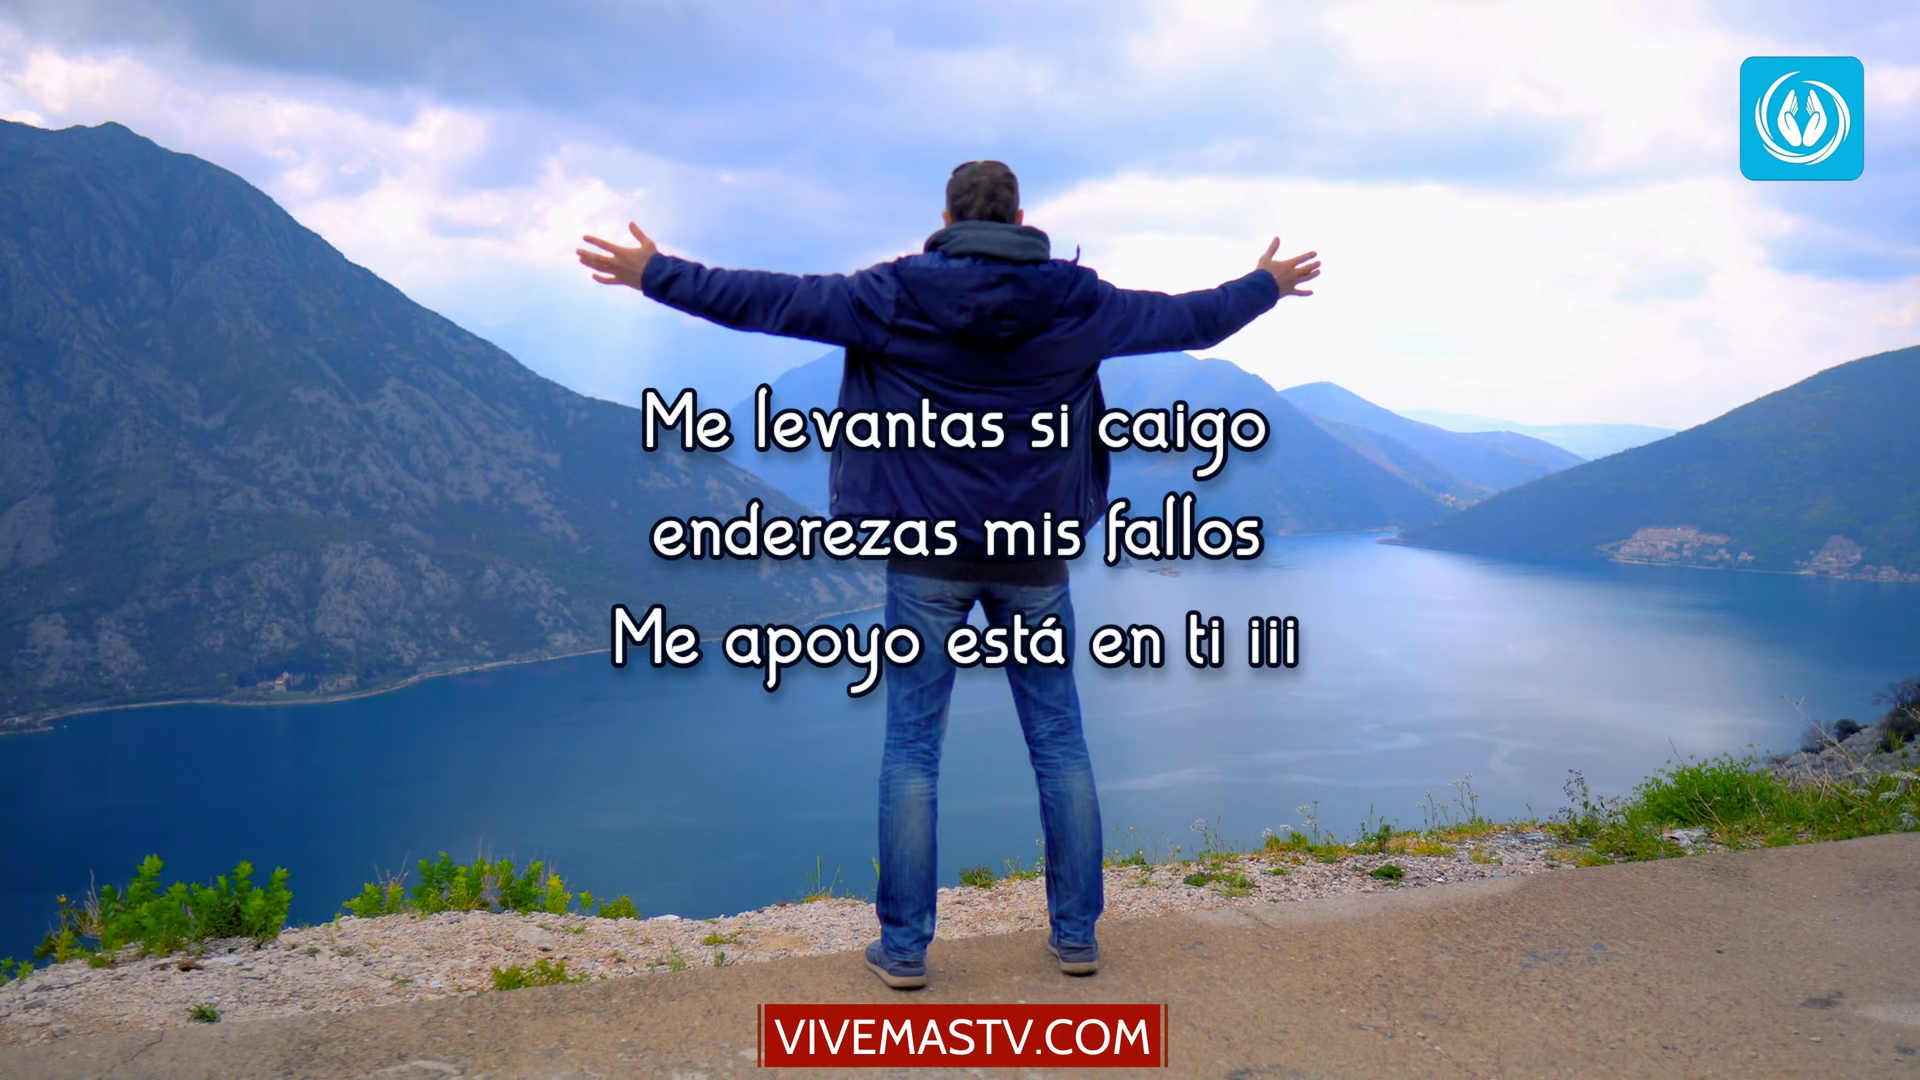 Me levantas si caigo
enderezas mis fallos
Me apoyo está en ti iii
VIVEMASTV.COM